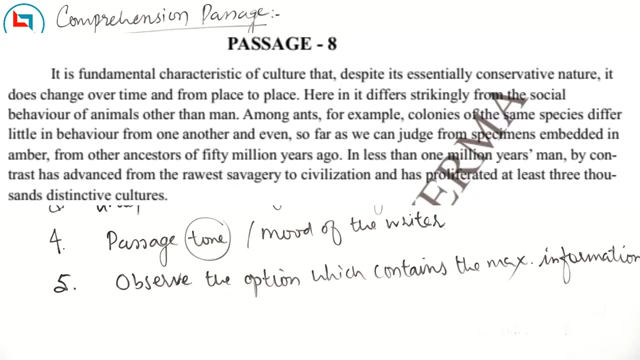 Comprehension Passage:-
PASSAGE - 8
It is fundamental characteristic of culture that, despite its essentially conservative nature, it
does change over time and from place to place. Here in it differs strikingly from the social
behaviour of animals other than man. Among ants, for example, colonies of the same species differ
little in behaviour from one another and even, so far as we can judge from specimens embedded in
amber, from other ancestors of fifty million years ago. In less than one million years' man, by con-
trast has advanced from the rawest savagery to civilization and has proliferated at least three thou-
sands distinctive cultures.
4. Passage tone / mood of the writer
5. Observe the option which contains the max. information
VERMA